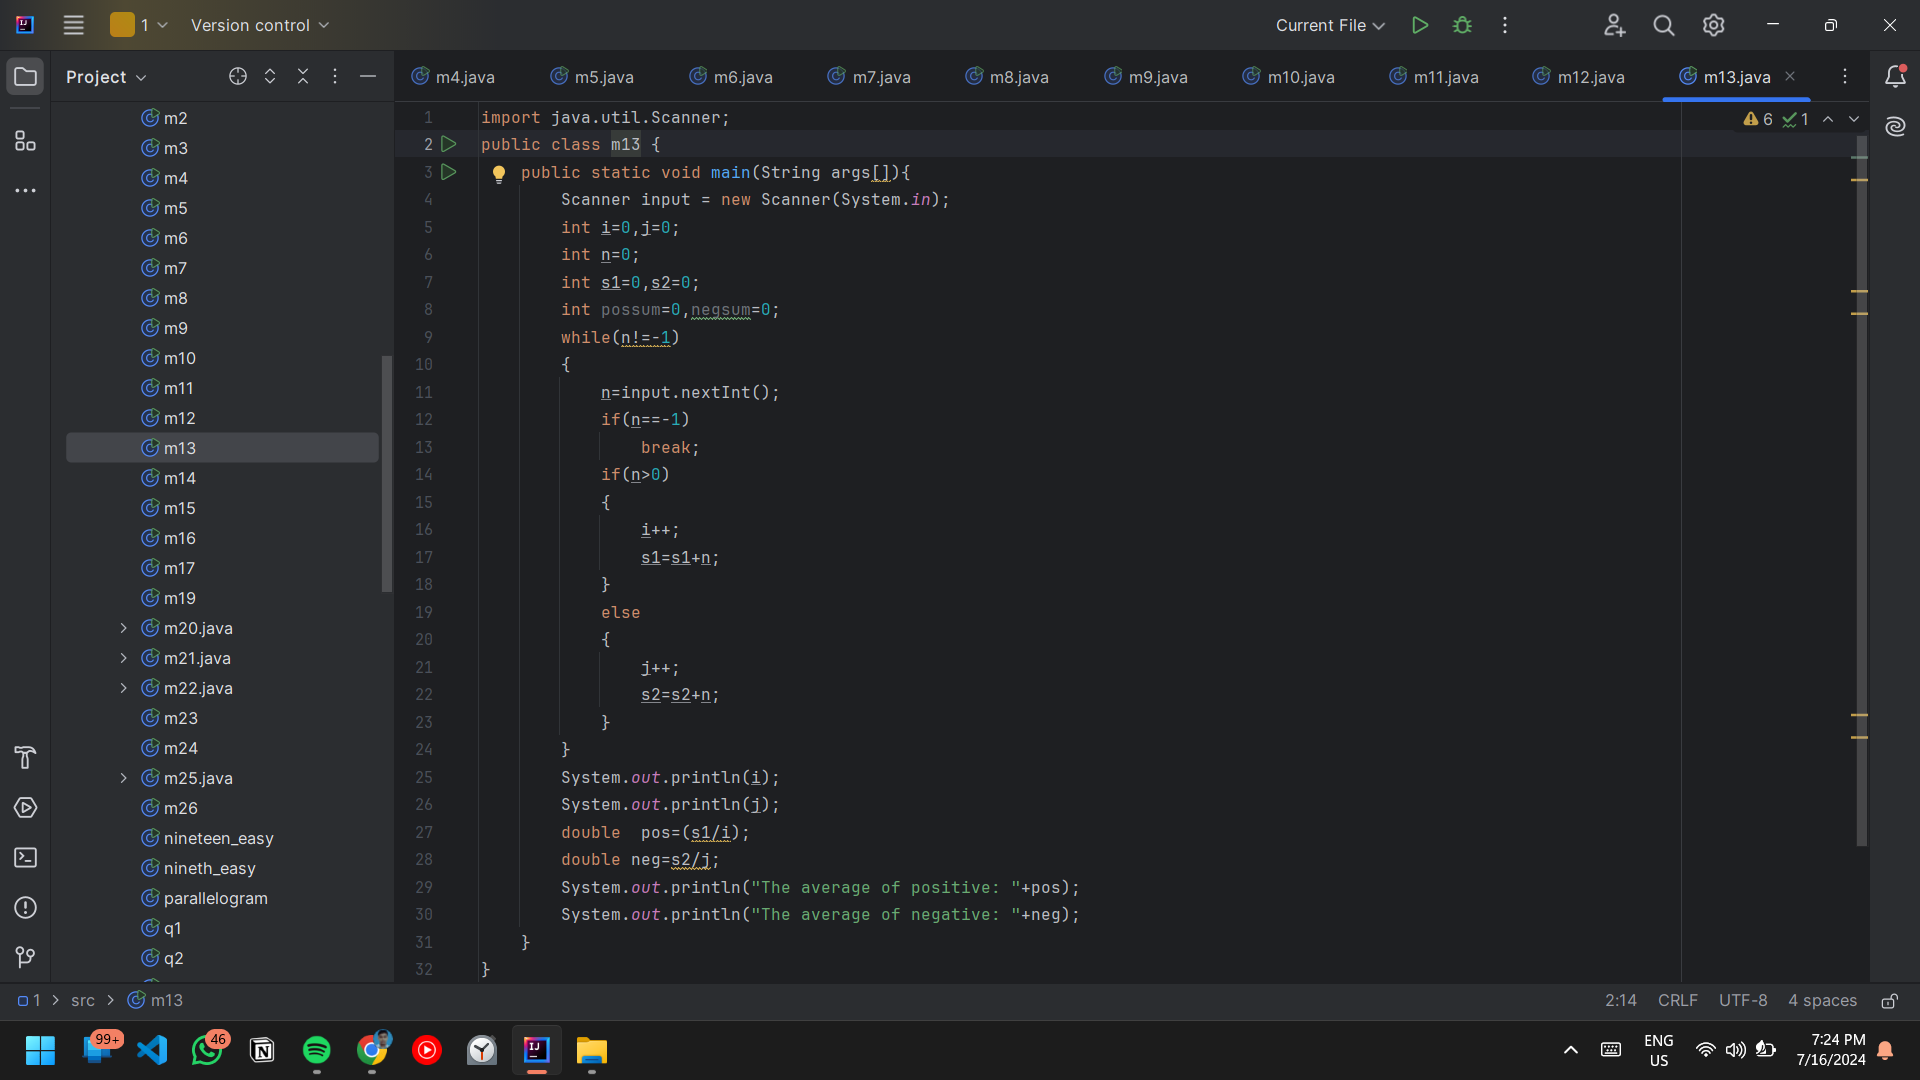 1
Version control
Current File
Project
m4.java
m5.java
m6.java
m7.java
m8.java
m9.java
m10.java
m11.java
m12.java
m13.java
m2
m3
m4
m5
m6
m7
m8
m9
m10
m11
m12
m13
m14
m15
m16
m17
m19
m20.java
m21.java
m22.java
m23
m24
m25.java
m26
nineteen_easy
nineth_easy
parallelogram
q1
q2
6 1
1 import java.util.Scanner;
2 public class m13 {
3 public static void main(String args[]){
4 Scanner input = new Scanner(System.in);
5 int i=0,j=0;
6 int n=0;
7 int s1=0,s2=0;
8 int possum=0,negsum=0;
9 while(n!=-1)
10 {
11 n=input.nextInt();
12 if(n==-1)
13 break;
14 if(n>0)
15 {
16 i++;
17 s1=s1+n;
18 }
19 else
20 {
21 j++;
22 s2=s2+n;
23 }
24 }
25 System.out.println(i);
26 System.out.println(j);
27 double  pos=(s1/i);
28 double neg=s2/j;
29 System.out.println("The average of positive: "+pos);
30 System.out.println("The average of negative: "+neg);
31 }
32 }
1 > src > m13
2:14 CRLF UTF-8 4 spaces
99+
46
ENG
US
7:24 PM
7/16/2024